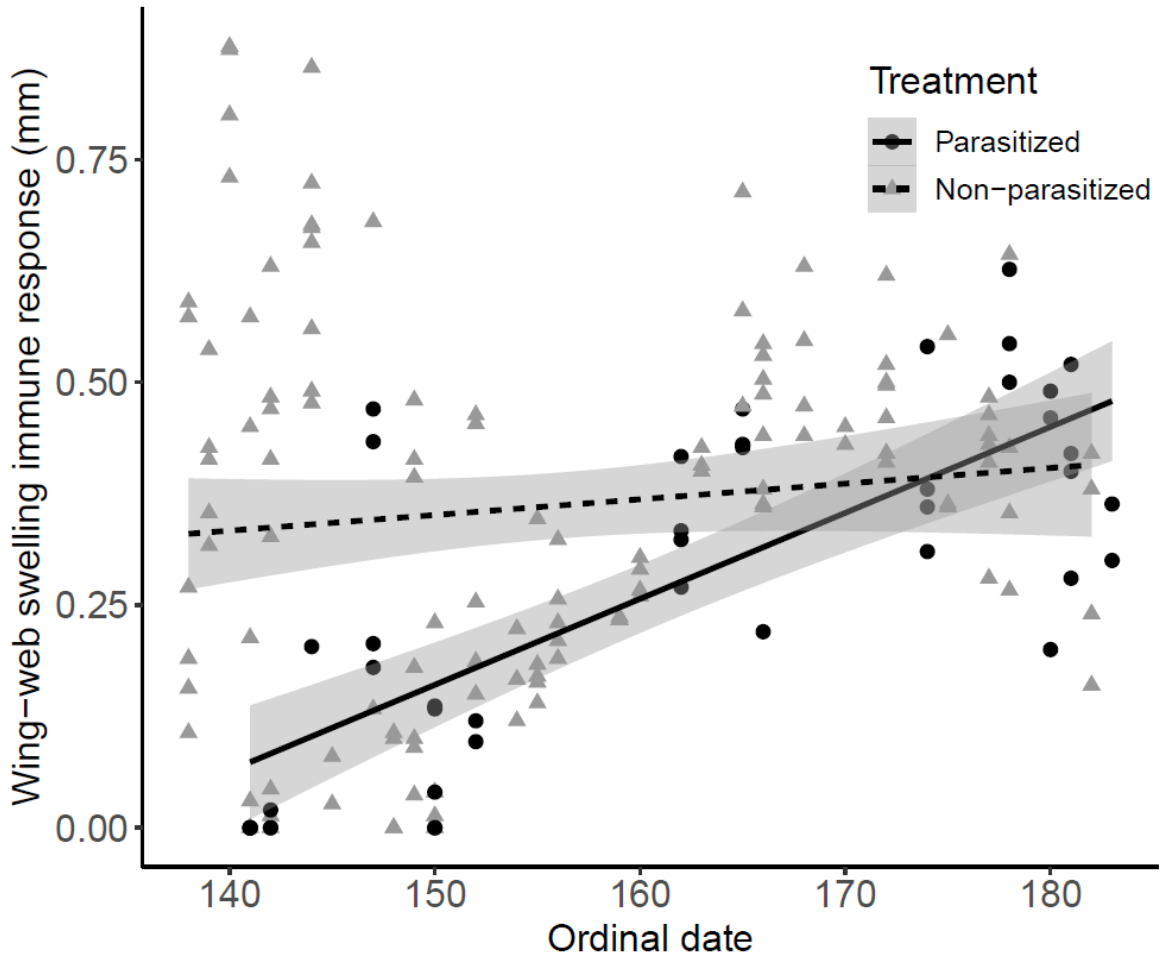 Wing−web swelling immune response (mm)
0.75
0.50
0.25
0.00
Treatment
Parasitized
Non−parasitized
140 150 160 170 180
Ordinal date